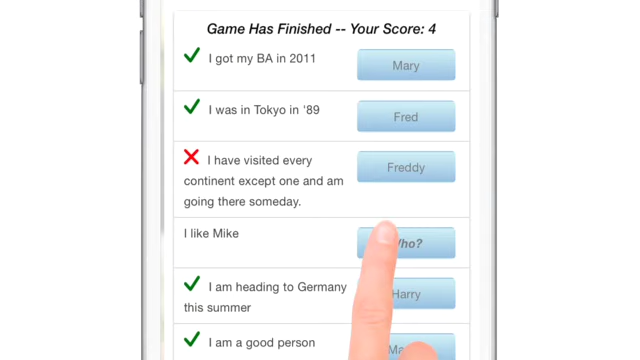 Game Has Finished -- Your Score: 4
I got my BA in 2011
Mary
I was in Tokyo in '89
Fred
I have visited every
continent except one and am
going there someday.
Freddy
I like Mike
Who?
I am heading to Germany
this summer
Harry
I am a good person